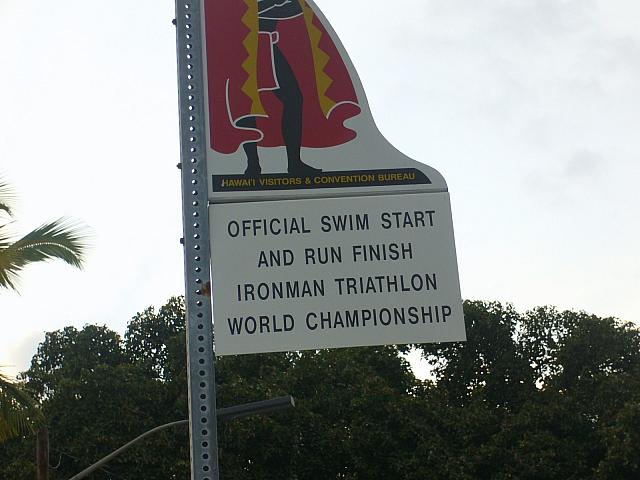 HAWAI'I VISITORS & CONVENTION BUREAU
OFFICIAL SWIM START
AND RUN FINISH
IRONMAN TRIATHLON
WORLD CHAMPIONSHIP